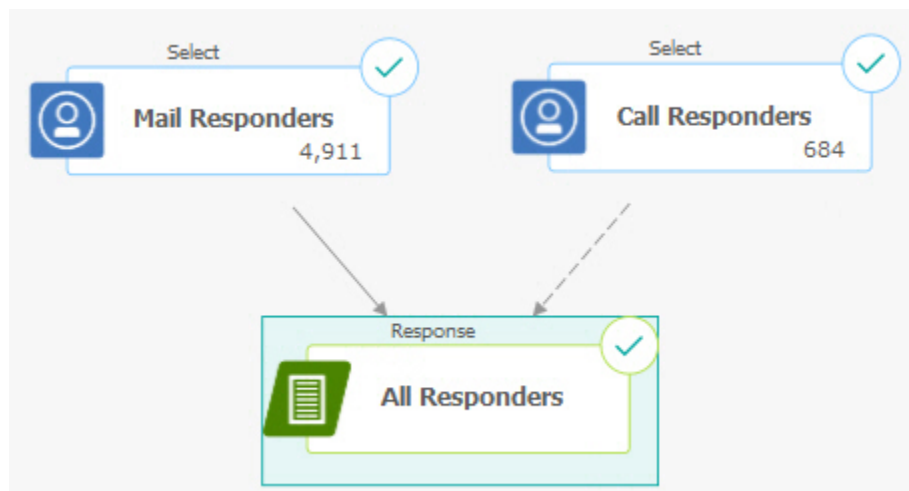 Select
Mail Responders
4,911
Select
Call Responders
684
Response
All Responders